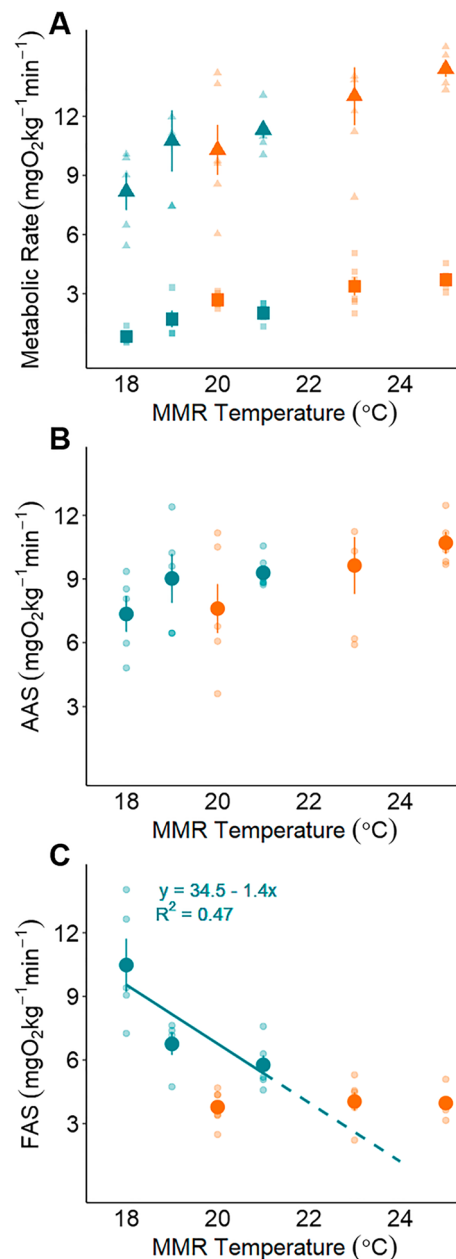 A
Metabolic Rate (mgO₂kg⁻¹min⁻¹)
12
9
6
3
18 20 22 24
MMR Temperature (°C)
B
AAS (mgO₂kg⁻¹min⁻¹)
12
9
6
3
18 20 22 24
MMR Temperature (°C)
C
FAS (mgO₂kg⁻¹min⁻¹)
y = 34.5 - 1.4x
R² = 0.47
12
9
6
3
18 20 22 24
MMR Temperature (°C)